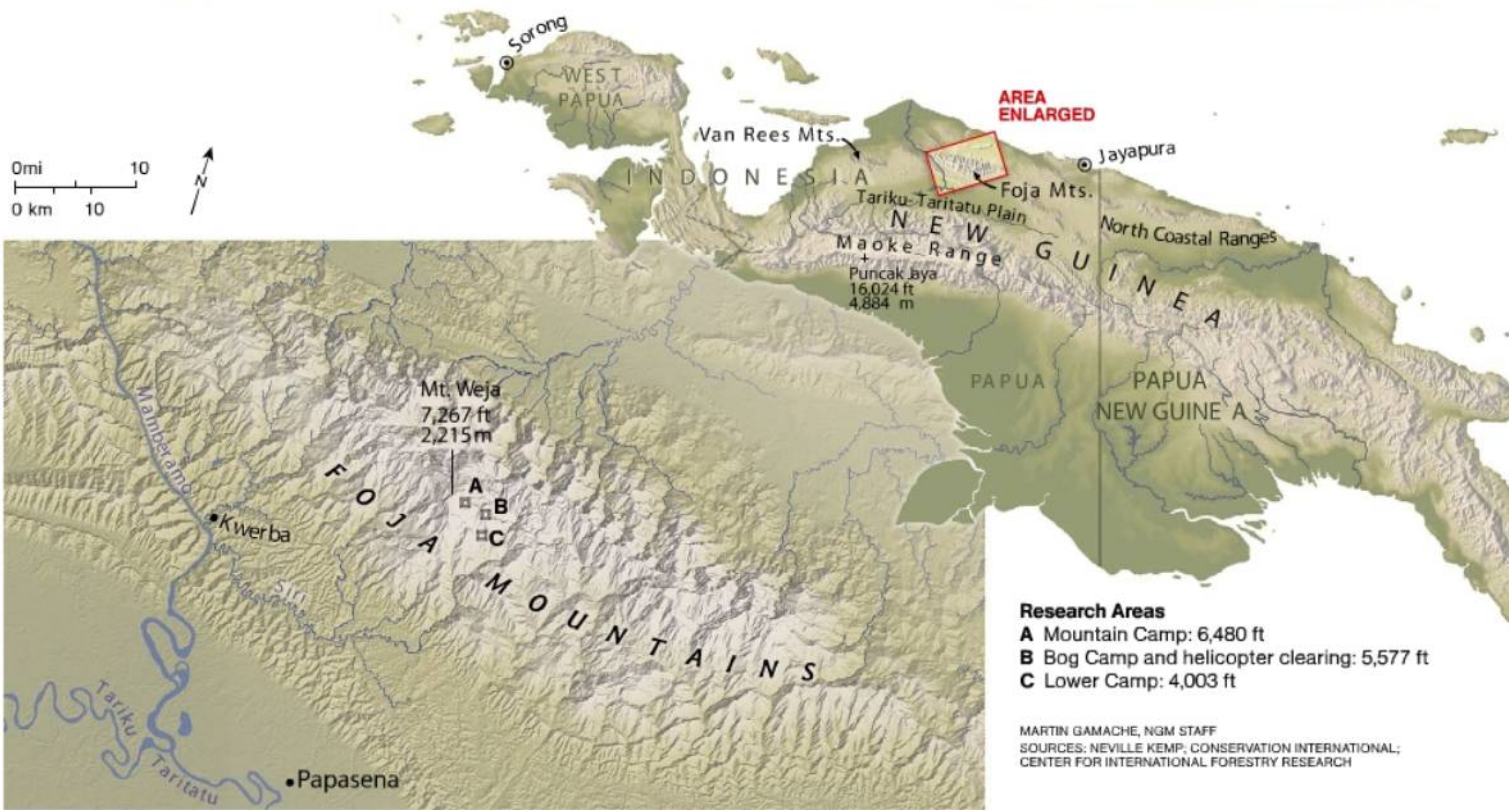 Sorong
WEST
PAPUA
AREA
ENLARGED
Van Rees Mts.
Jayapura
0mi 10
0 km 10
N
INDONESIA
Foja Mts.
Tariku-Taritatu Plain
NEW GUINEA
North Coastal Ranges
Maoke Range
Puncak Jaya
16,024 ft
4,884 m
PAPUA
PAPUA
NEW GUINE A
Mamberamo
Mt. Weja
7,267 ft
2,215m
A
B
C
FOJA MOUNTAINS
Kwerba
Siri
Tariku
Taritatu
Papasena
Research Areas
A Mountain Camp: 6,480 ft
B Bog Camp and helicopter clearing: 5,577 ft
C Lower Camp: 4,003 ft
MARTIN GAMACHE, NGM STAFF
SOURCES: NEVILLE KEMP; CONSERVATION INTERNATIONAL;
CENTER FOR INTERNATIONAL FORESTRY RESEARCH